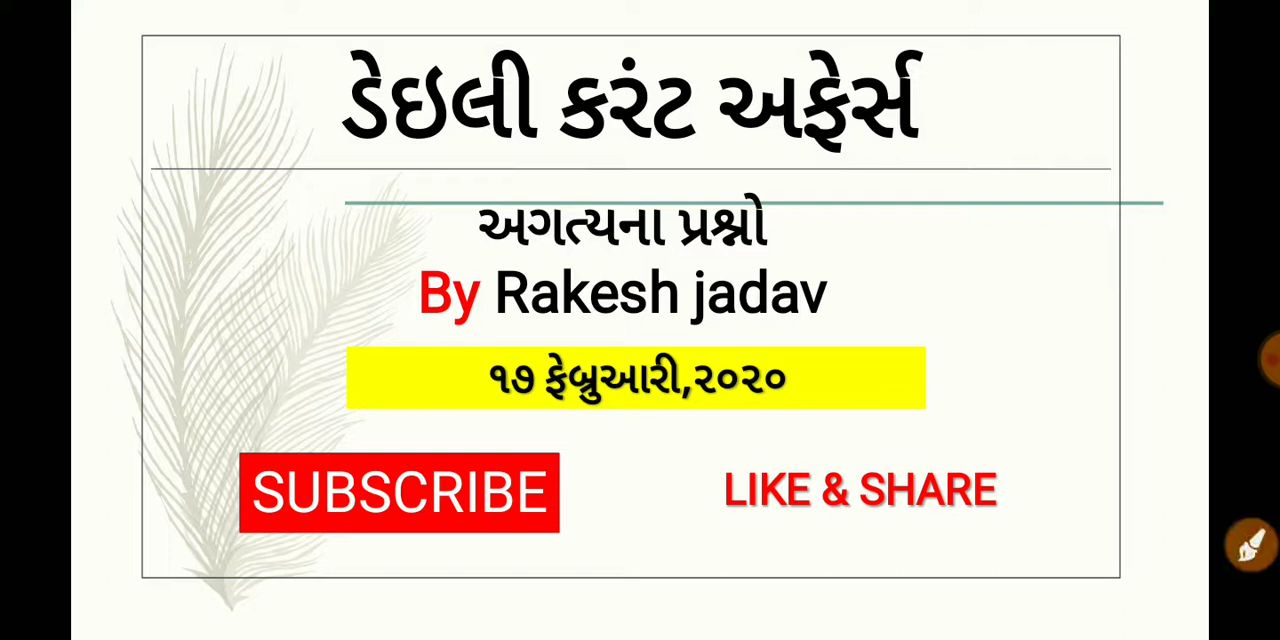 ડેઇલી કરંટ અફેર્સ
અગત્યના પ્રશ્નો
By Rakesh jadav
૧૭ ફેબ્રુઆરી,૨૦૨૦
SUBSCRIBE
LIKE & SHARE